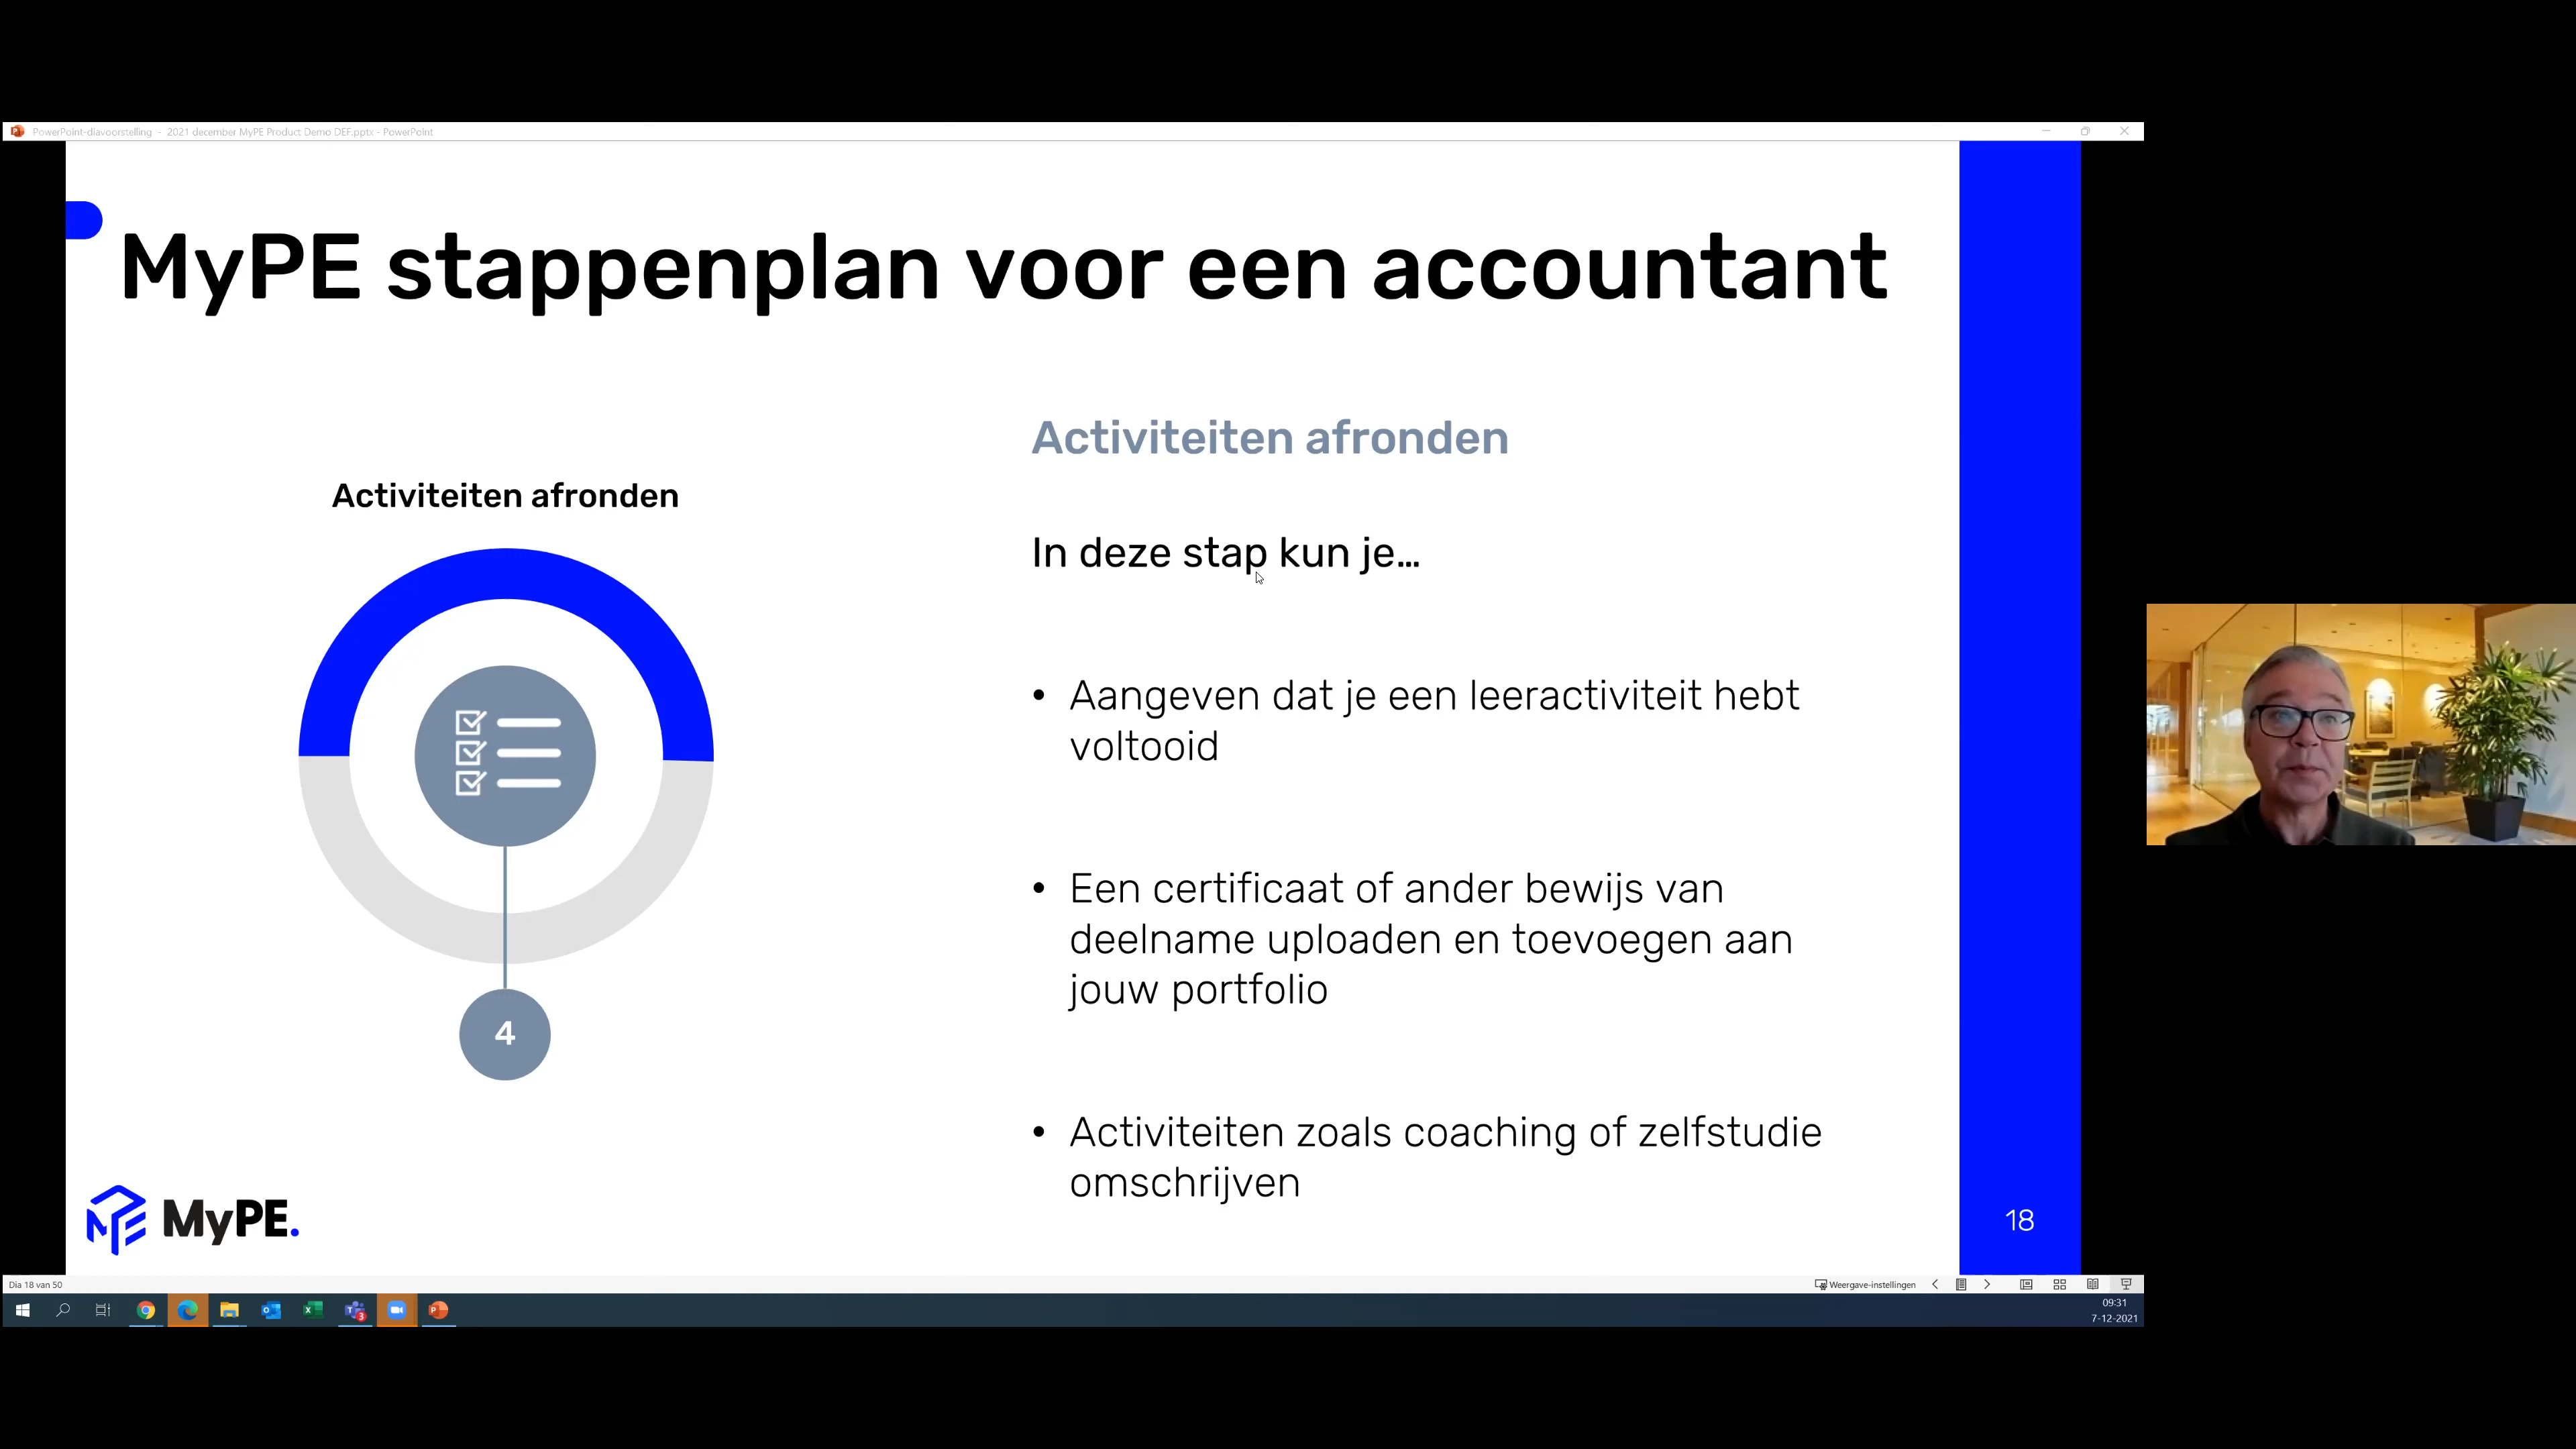 PowerPoint-diavoorstelling - 2021 december MyPE Product Demo DEF.pptx - PowerPoint
MyPE stappenplan voor een accountant
Activiteiten afronden
4
Activiteiten afronden
In deze stap kun je...
• Aangeven dat je een leeractiviteit hebt
voltooid
• Een certificaat of ander bewijs van
deelname uploaden en toevoegen aan
jouw portfolio
• Activiteiten zoals coaching of zelfstudie
omschrijven
MyPE.
18
Dia 18 van 50
Weergave-instellingen
3
09:31
7-12-2021